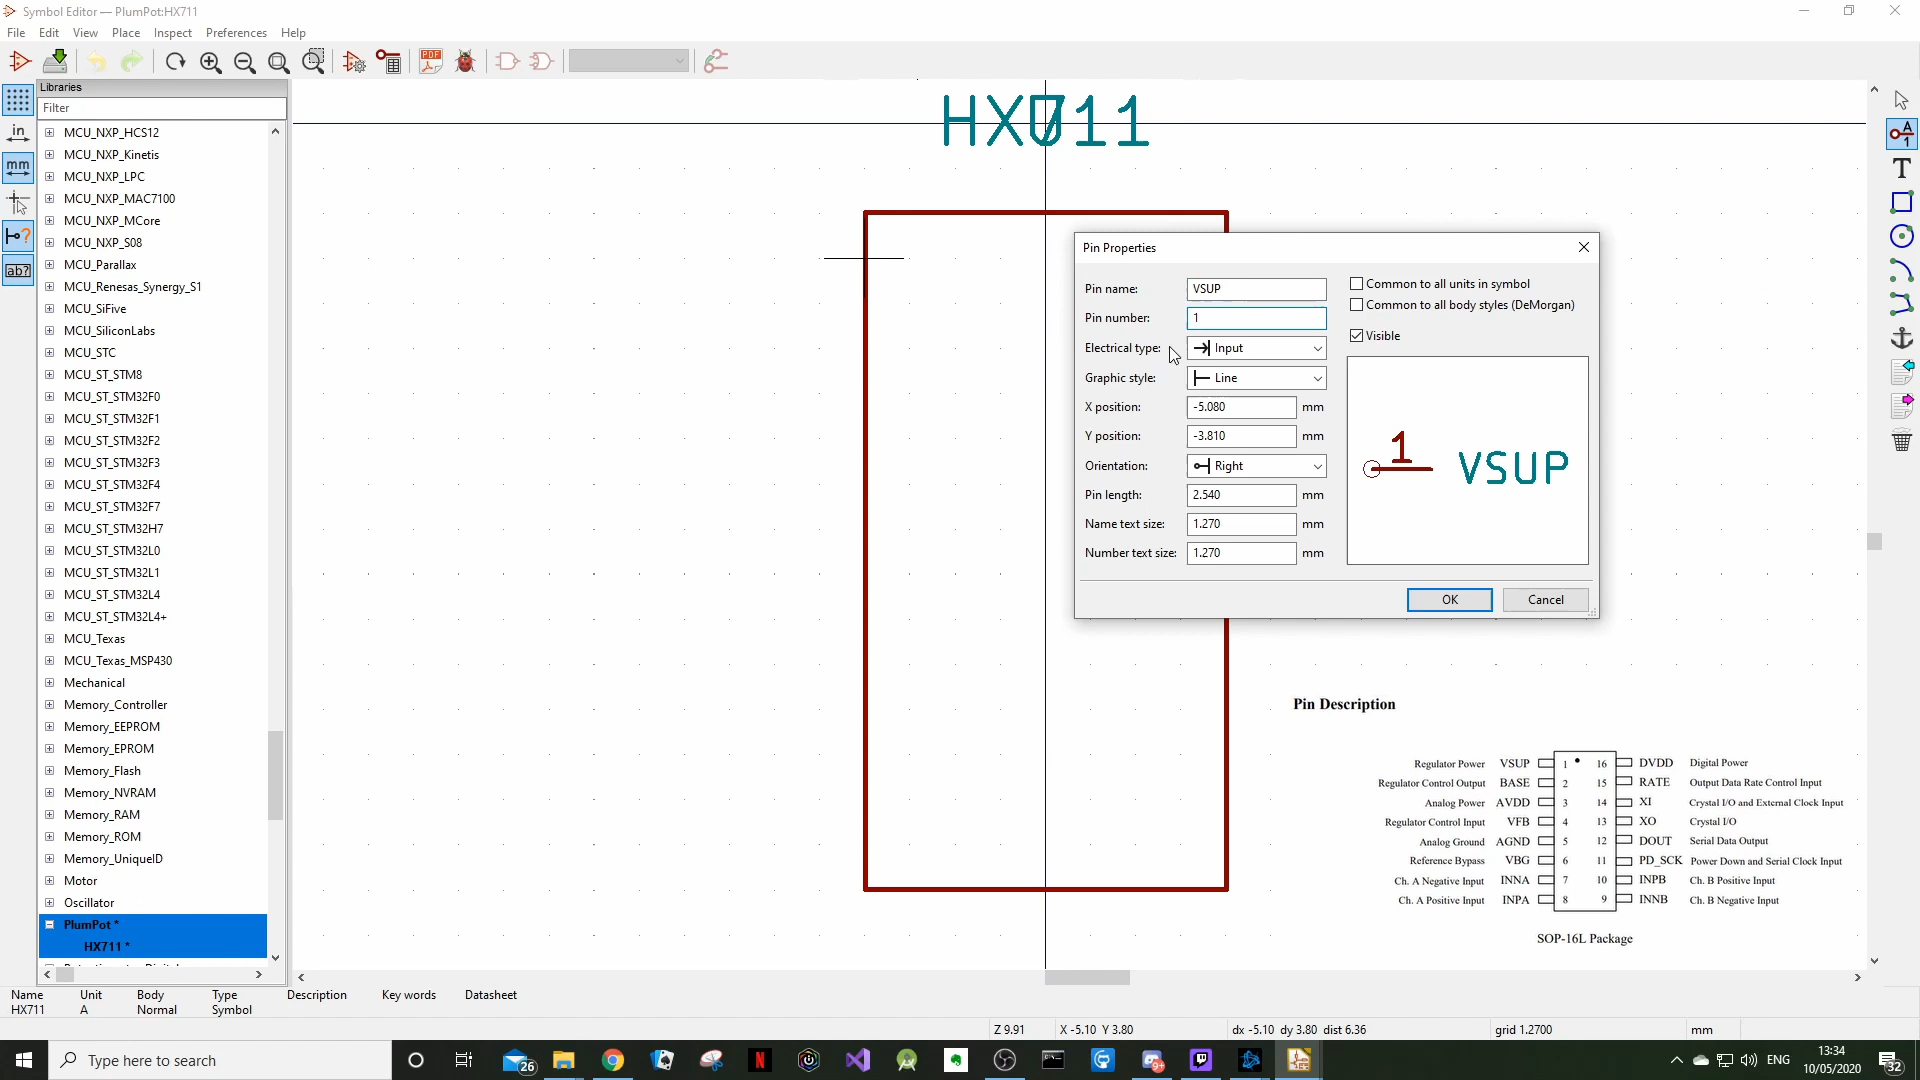 Symbol Editor — PlumPot:HX711
File Edit View Place Inspect Preferences Help
Libraries
Filter
MCU_NXP_HCS12
MCU_NXP_Kinetis
MCU_NXP_LPC
MCU_NXP_MAC7100
MCU_NXP_MCore
MCU_NXP_S08
MCU_Parallax
MCU_Renesas_Synergy_S1
MCU_SiFive
MCU_SiliconLabs
MCU_STC
MCU_ST_STM8
MCU_ST_STM32F0
MCU_ST_STM32F1
MCU_ST_STM32F2
MCU_ST_STM32F3
MCU_ST_STM32F4
MCU_ST_STM32F7
MCU_ST_STM32H7
MCU_ST_STM32L0
MCU_ST_STM32L1
MCU_ST_STM32L4
MCU_ST_STM32L4+
MCU_Texas
MCU_Texas_MSP430
Mechanical
Memory_Controller
Memory_EEPROM
Memory_EPROM
Memory_Flash
Memory_NVRAM
Memory_RAM
Memory_ROM
Memory_UniqueID
Motor
Oscillator
PlumPot *
HX711 *
in
mm
ab?
PDF
HX711
Pin Properties
Pin name: VSUP
Pin number: 1
Electrical type: Input
Graphic style: Line
X position: -5.080 mm
Y position: -3.810 mm
Orientation: Right
Pin length: 2.540 mm
Name text size: 1.270 mm
Number text size: 1.270 mm
Common to all units in symbol
Common to all body styles (DeMorgan)
Visible
1 VSUP
OK Cancel
Pin Description
Regulator Power VSUP 1 16 DVDD Digital Power
Regulator Control Output BASE 2 15 RATE Output Data Rate Control Input
Analog Power AVDD 3 14 XI Crystal I/O and External Clock Input
Regulator Control Input VFB 4 13 XO Crystal I/O
Analog Ground AGND 5 12 DOUT Serial Data Output
Reference Bypass VBG 6 11 PD_SCK Power Down and Serial Clock Input
Ch. A Negative Input INNA 7 10 INPB Ch. B Positive Input
Ch. A Positive Input INPA 8 9 INNB Ch. B Negative Input
SOP-16L Package
Name Unit Body Type Description Key words Datasheet
HX711 A Normal Symbol
Z 9.91 X -5.10 Y 3.80 dx -5.10 dy 3.80 dist 6.36 grid 1.2700 mm
Type here to search
26
ENG
13:34
10/05/2020
32